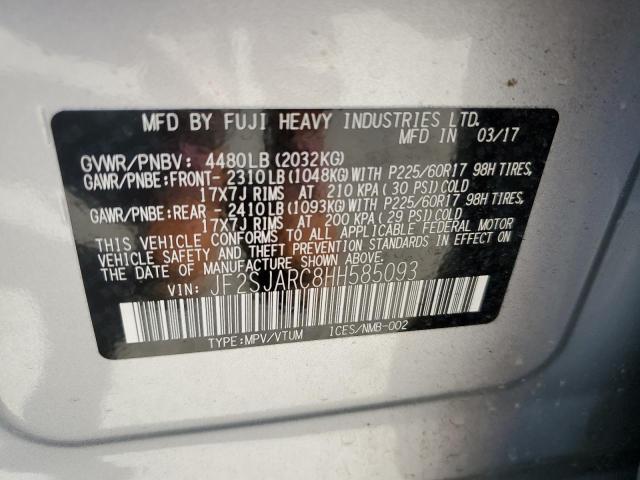 MFD BY FUJI HEAVY INDUSTRIES LTD.
MFD IN 03/17
GVWR/PNBV: 4480LB(2032KG)
GAWR/PNBE:FRONT- 2310LB(1048KG)WITH P225/60R17 98H TIRES,
17X7J RIMS AT 210 KPA(30 PSI)COLD
GAWR/PNBE:REAR - 2410LB(1093KG)WITH P225/60R17 98H TIRES,
17X7J RIMS AT 200 KPA(29 PSI)COLD
THIS VEHICLE CONFORMS TO ALL APPLICABLE FEDERAL MOTOR
VEHICLE SAFETY AND THEFT PREVENTION STANDARDS IN EFFECT ON
THE DATE OF MANUFACTURE SHOWN ABOVE.
VIN: JF2SJARC8HH585093
TYPE:MPV/VTUM ICES/NMB-002